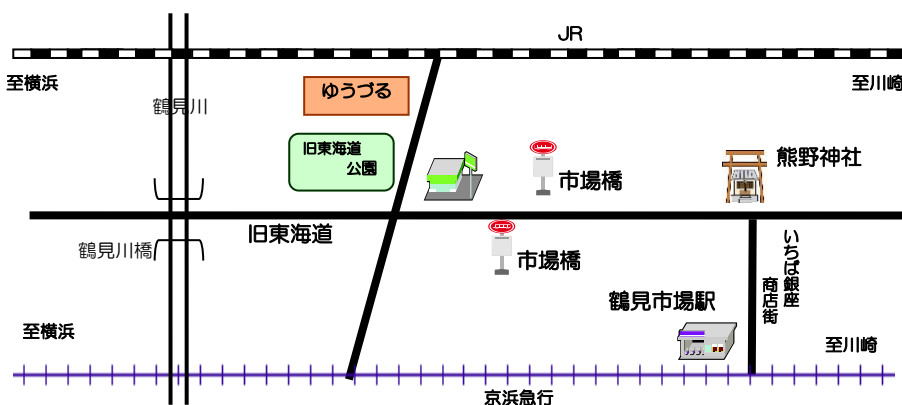 JR
至横浜
至川崎
ゆうづる
鶴見川
旧東海道
公園
市場橋
熊野神社
旧東海道
鶴見川橋
市場橋
いちば銀座
商店街
鶴見市場駅
至横浜
至川崎
京浜急行